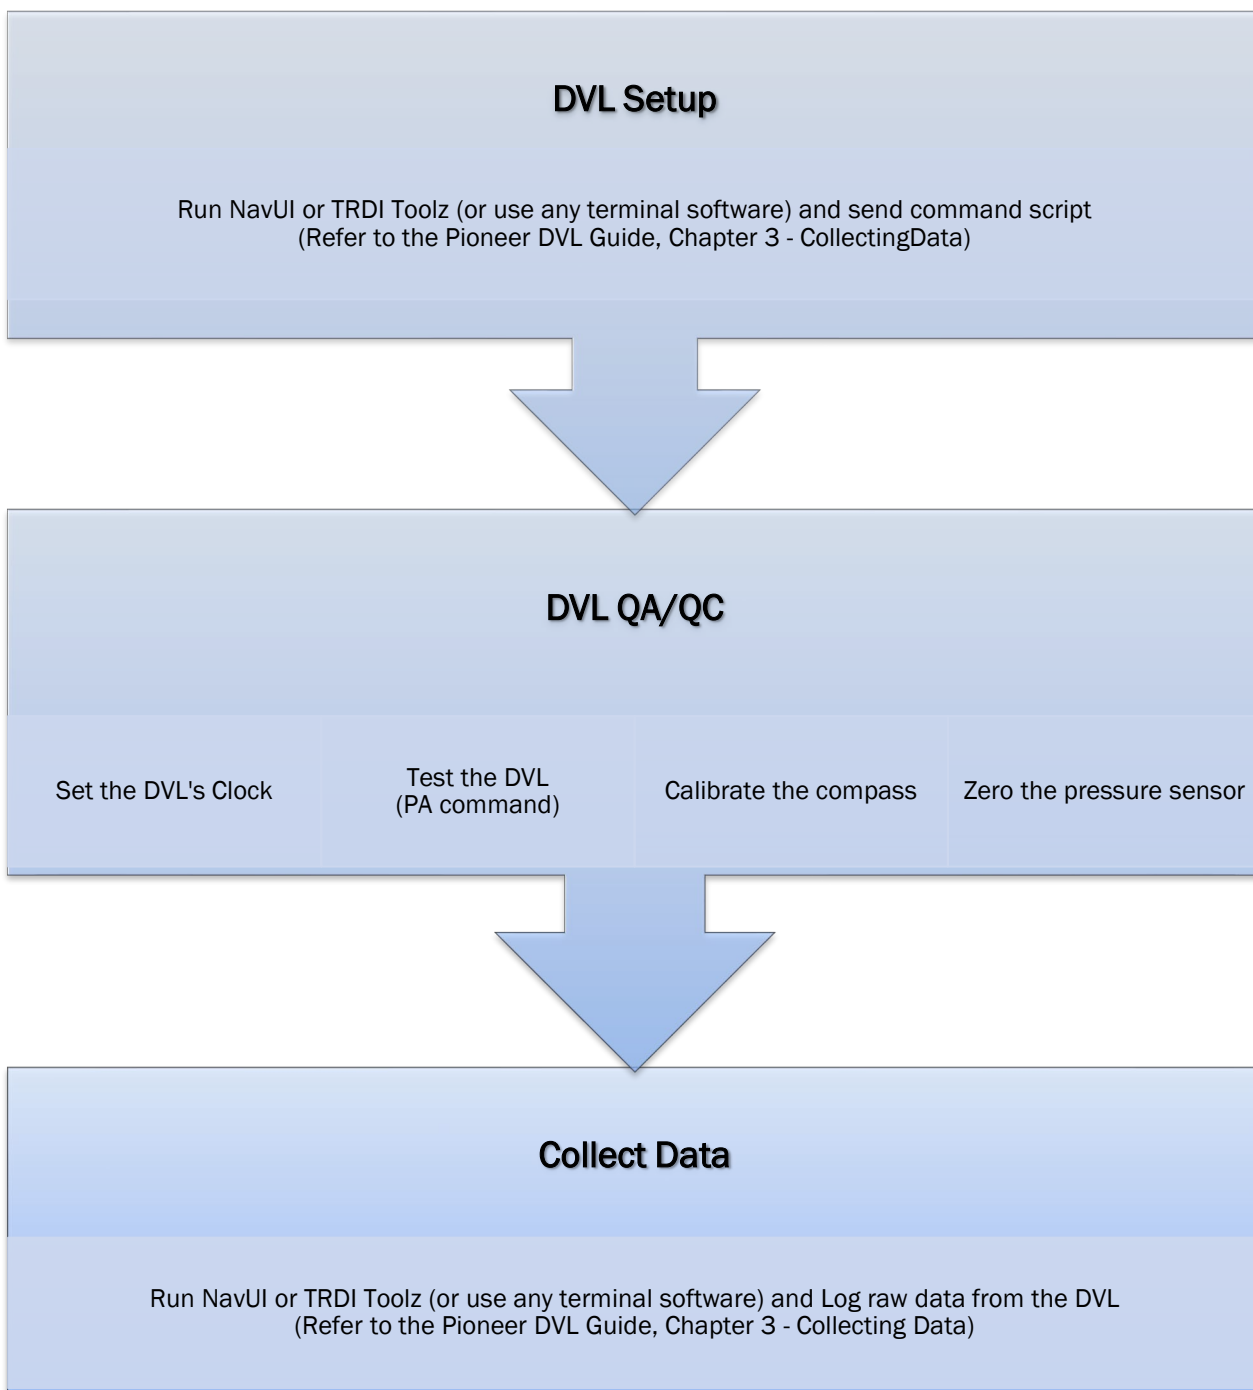 DVL Setup
Run NavUI or TRDI Toolz (or use any terminal software) and send command script
(Refer to the Pioneer DVL Guide, Chapter 3 - CollectingData)
DVL QA/QC
Set the DVL's Clock
Test the DVL
(PA command)
Calibrate the compass
Zero the pressure sensor
Collect Data
Run NavUI or TRDI Toolz (or use any terminal software) and Log raw data from the DVL
(Refer to the Pioneer DVL Guide, Chapter 3 - Collecting Data)